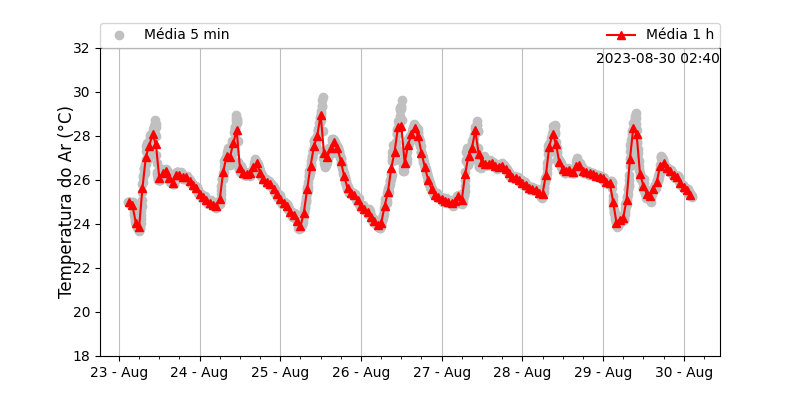 Média 5 min
Média 1 h
2023-08-30 02:40
Temperatura do Ar (°C)
32
30
28
26
24
22
20
18
23 - Aug
24 - Aug
25 - Aug
26 - Aug
27 - Aug
28 - Aug
29 - Aug
30 - Aug